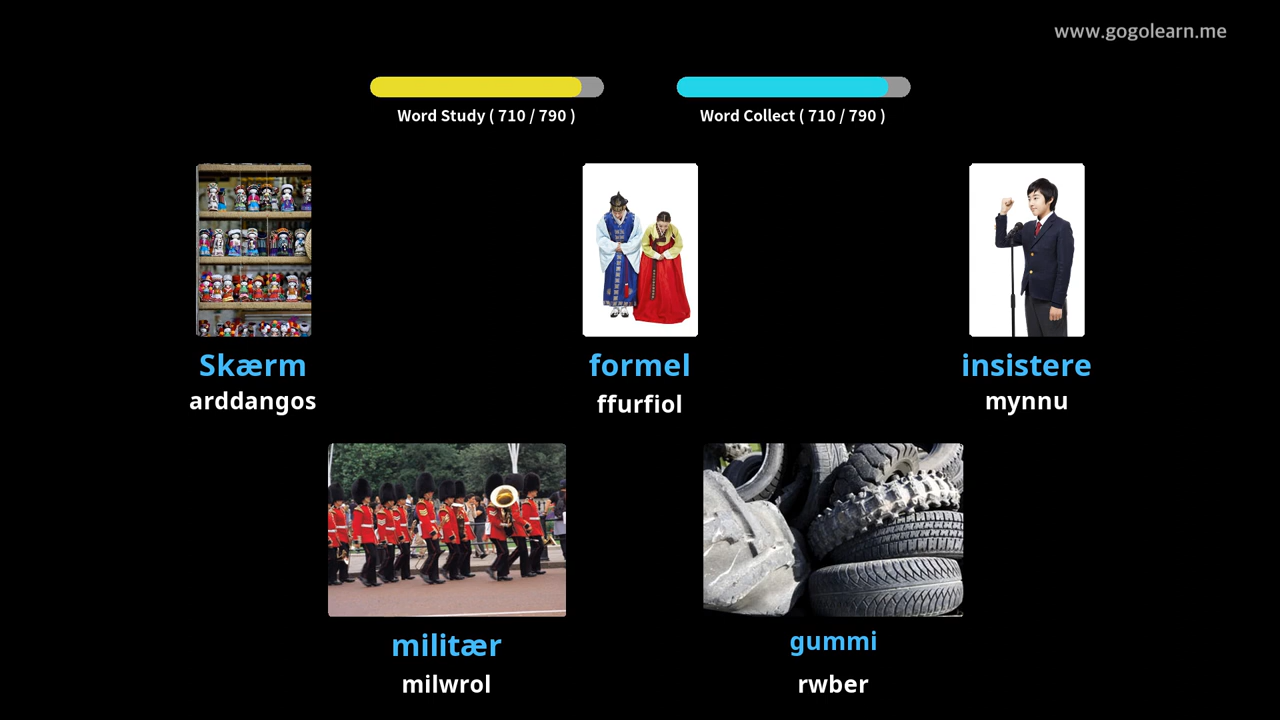 www.gogolearn.me
Word Study ( 710 / 790 )
Word Collect ( 710 / 790 )
Skærm
arddangos
formel
ffurfiol
insistere
mynnu
militær
milwrol
gummi
rwber